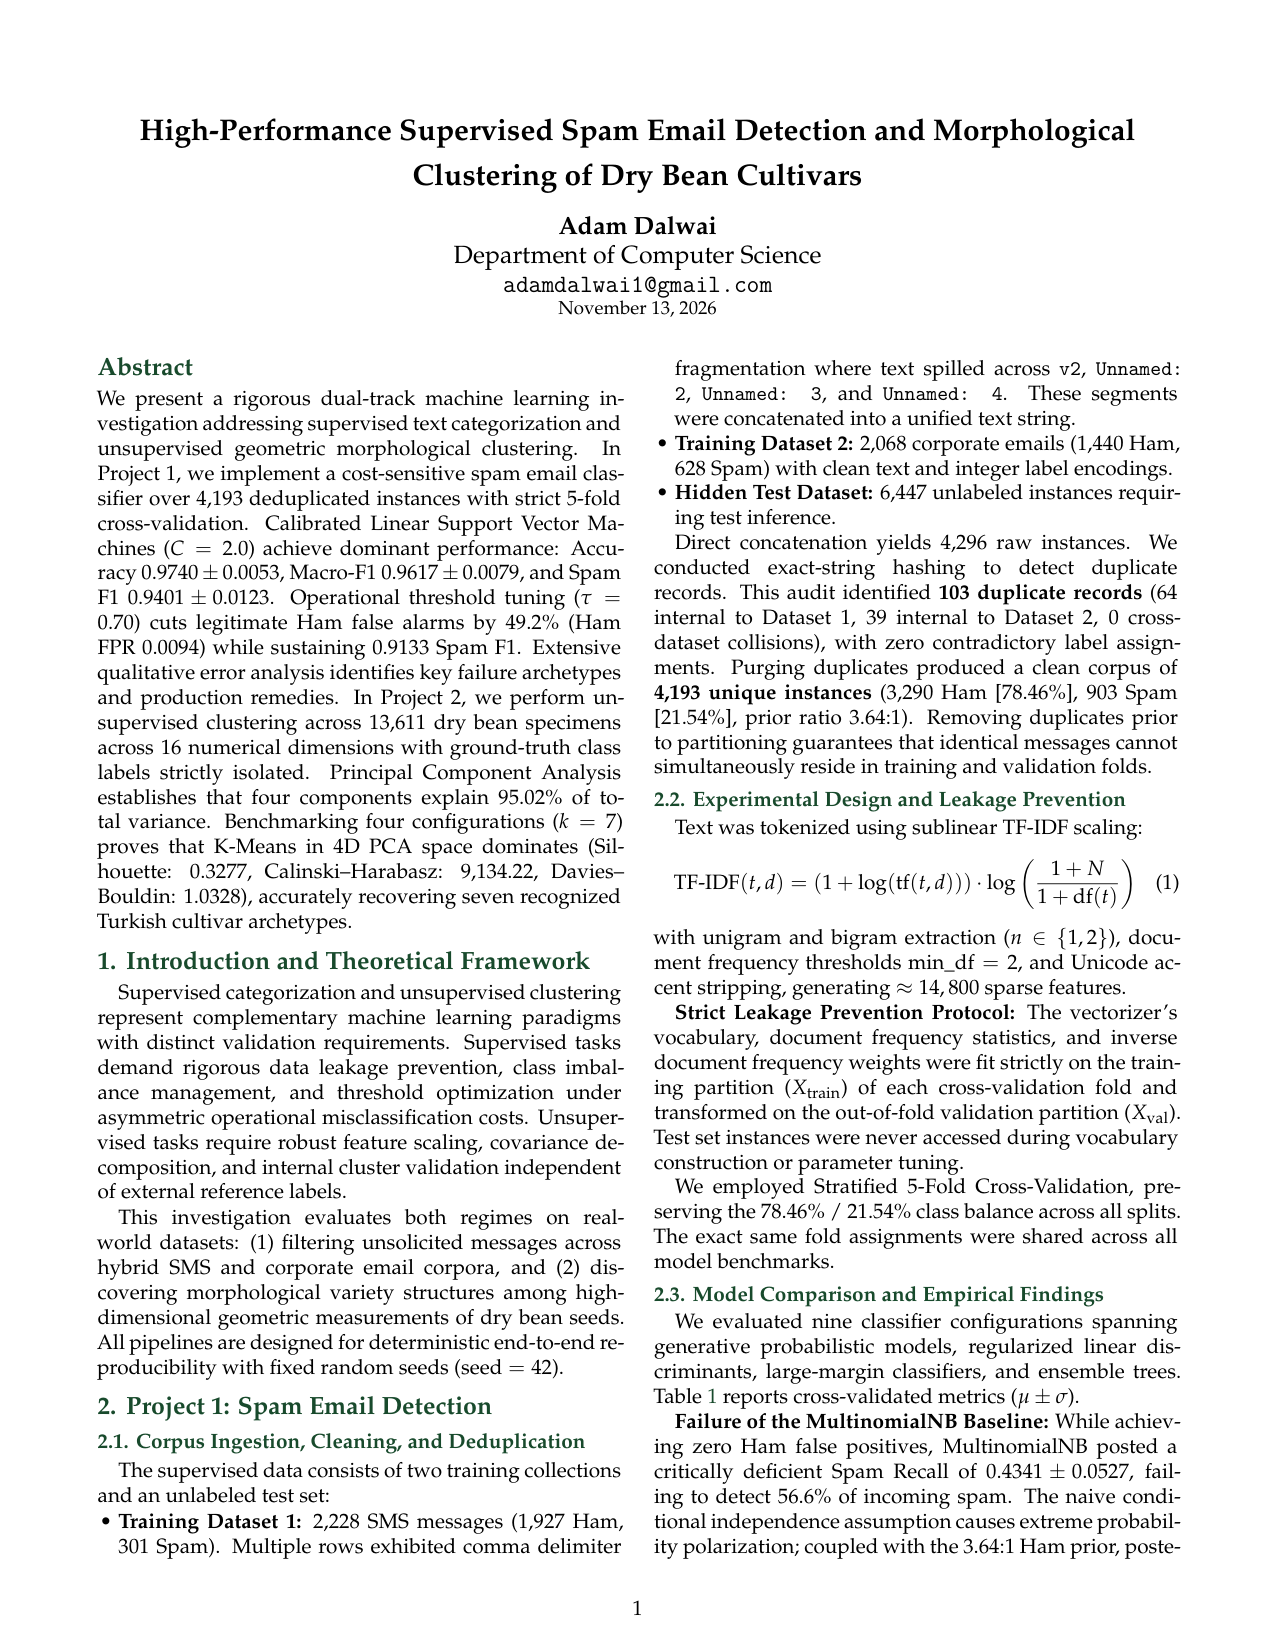 High-Performance Supervised Spam Email Detection and Morphological
Clustering of Dry Bean Cultivars
Adam Dalwai
Department of Computer Science
adamdalwai1@gmail.com
November 13, 2026
Abstract
We present a rigorous dual-track machine learning in-
vestigation addressing supervised text categorization and
unsupervised geometric morphological clustering. In
Project 1, we implement a cost-sensitive spam email clas-
sifier over 4,193 deduplicated instances with strict 5-fold
cross-validation. Calibrated Linear Support Vector Ma-
chines (C = 2.0) achieve dominant performance: Accu-
racy 0.9740 ± 0.0053, Macro-F1 0.9617 ± 0.0079, and Spam
F1 0.9401 ± 0.0123. Operational threshold tuning (τ =
0.70) cuts legitimate Ham false alarms by 49.2% (Ham
FPR 0.0094) while sustaining 0.9133 Spam F1. Extensive
qualitative error analysis identifies key failure archetypes
and production remedies. In Project 2, we perform un-
supervised clustering across 13,611 dry bean specimens
across 16 numerical dimensions with ground-truth class
labels strictly isolated. Principal Component Analysis
establishes that four components explain 95.02% of to-
tal variance. Benchmarking four configurations (k = 7)
proves that K-Means in 4D PCA space dominates (Sil-
houette: 0.3277, Calinski–Harabasz: 9,134.22, Davies–
Bouldin: 1.0328), accurately recovering seven recognized
Turkish cultivar archetypes.
1. Introduction and Theoretical Framework
Supervised categorization and unsupervised clustering
represent complementary machine learning paradigms
with distinct validation requirements. Supervised tasks
demand rigorous data leakage prevention, class imbal-
ance management, and threshold optimization under
asymmetric operational misclassification costs. Unsuper-
vised tasks require robust feature scaling, covariance de-
composition, and internal cluster validation independent
of external reference labels.
This investigation evaluates both regimes on real-
world datasets: (1) filtering unsolicited messages across
hybrid SMS and corporate email corpora, and (2) dis-
covering morphological variety structures among high-
dimensional geometric measurements of dry bean seeds.
All pipelines are designed for deterministic end-to-end re-
producibility with fixed random seeds (seed = 42).
2. Project 1: Spam Email Detection
2.1. Corpus Ingestion, Cleaning, and Deduplication
The supervised data consists of two training collections
and an unlabeled test set:
• Training Dataset 1: 2,228 SMS messages (1,927 Ham,
301 Spam). Multiple rows exhibited comma delimiter
fragmentation where text spilled across v2, Unnamed:
2, Unnamed: 3, and Unnamed: 4. These segments
were concatenated into a unified text string.
• Training Dataset 2: 2,068 corporate emails (1,440 Ham,
628 Spam) with clean text and integer label encodings.
• Hidden Test Dataset: 6,447 unlabeled instances requir-
ing test inference.
Direct concatenation yields 4,296 raw instances. We
conducted exact-string hashing to detect duplicate
records. This audit identified 103 duplicate records (64
internal to Dataset 1, 39 internal to Dataset 2, 0 cross-
dataset collisions), with zero contradictory label assign-
ments. Purging duplicates produced a clean corpus of
4,193 unique instances (3,290 Ham [78.46%], 903 Spam
[21.54%], prior ratio 3.64:1). Removing duplicates prior
to partitioning guarantees that identical messages cannot
simultaneously reside in training and validation folds.
2.2. Experimental Design and Leakage Prevention
Text was tokenized using sublinear TF-IDF scaling:
TF-IDF(t, d) = (1 + log(tf(t, d))) · log ( (1 + N) / (1 + df(t)) ) (1)
with unigram and bigram extraction (n ∈ {1, 2}), docu-
ment frequency thresholds min_df = 2, and Unicode ac-
cent stripping, generating ≈ 14, 800 sparse features.
Strict Leakage Prevention Protocol: The vectorizer's
vocabulary, document frequency statistics, and inverse
document frequency weights were fit strictly on the train-
ing partition (Xtrain) of each cross-validation fold and
transformed on the out-of-fold validation partition (Xval).
Test set instances were never accessed during vocabulary
construction or parameter tuning.
We employed Stratified 5-Fold Cross-Validation, pre-
serving the 78.46% / 21.54% class balance across all splits.
The exact same fold assignments were shared across all
model benchmarks.
2.3. Model Comparison and Empirical Findings
We evaluated nine classifier configurations spanning
generative probabilistic models, regularized linear dis-
criminants, large-margin classifiers, and ensemble trees.
Table 1 reports cross-validated metrics (μ ± σ).
Failure of the MultinomialNB Baseline: While achiev-
ing zero Ham false positives, MultinomialNB posted a
critically deficient Spam Recall of 0.4341 ± 0.0527, fail-
ing to detect 56.6% of incoming spam. The naive condi-
tional independence assumption causes extreme probabil-
ity polarization; coupled with the 3.64:1 Ham prior, poste-
1